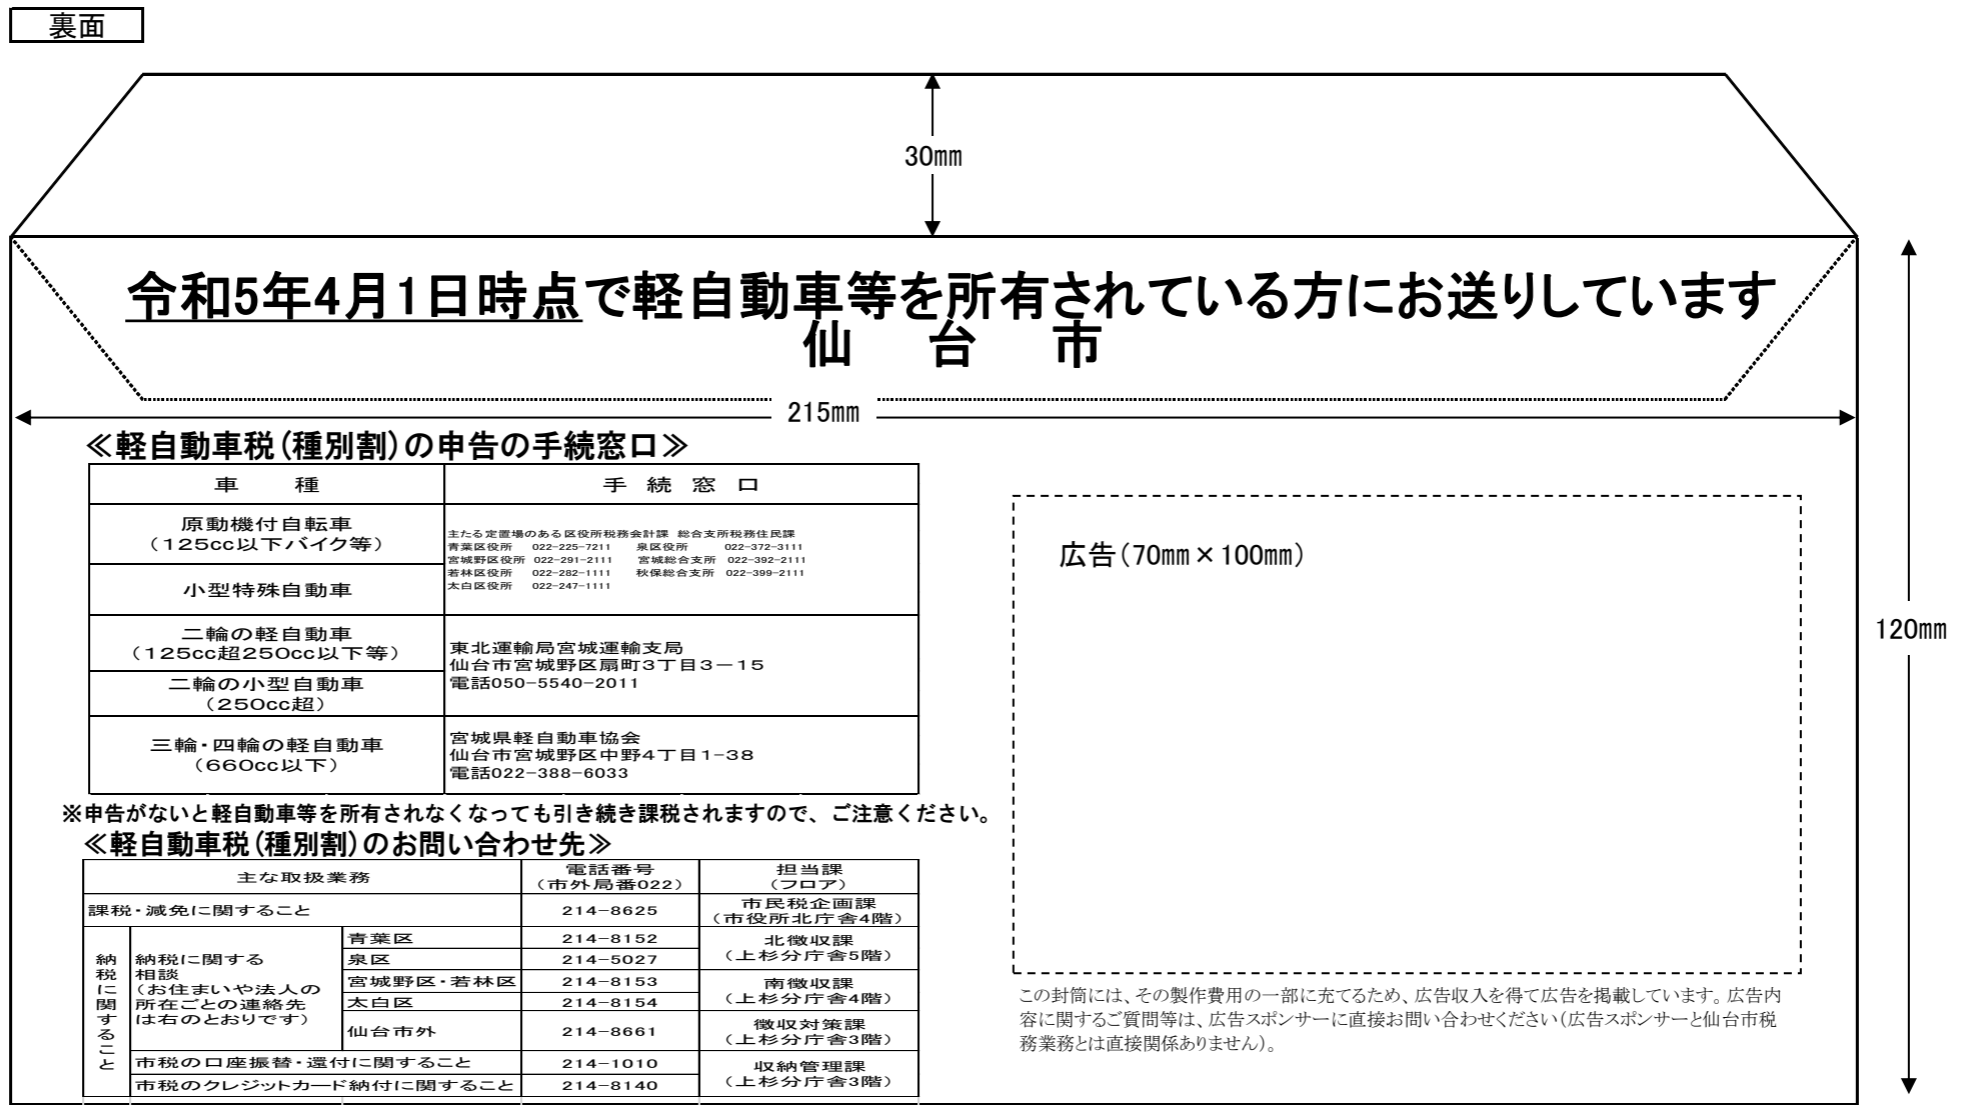 裏面
30㎜
令和5年4月1日時点で軽自動車等を所有されている方にお送りしています
仙　台　市
215㎜
≪軽自動車税(種別割)の申告の手続窓口≫
車　種
手 続 窓 口
原動機付自転車
(125cc以下バイク等)
小型特殊自動車
主たる定置場のある区役所税務会計課 総合支所税務住民課
青葉区役所 022-225-7211 泉区役所 022-372-3111
宮城野区役所 022-291-2111 宮城総合支所 022-392-2111
若林区役所 022-282-1111 秋保総合支所 022-399-2111
太白区役所 022-247-1111
二輪の軽自動車
(125cc超250cc以下等)
二輪の小型自動車
(250cc超)
東北運輸局宮城運輸支局
仙台市宮城野区扇町3丁目3－15
電話050-5540-2011
三輪・四輪の軽自動車
(660cc以下)
宮城県軽自動車協会
仙台市宮城野区中野4丁目1-38
電話022-388-6033
※申告がないと軽自動車等を所有されなくなっても引き続き課税されますので、ご注意ください。
≪軽自動車税(種別割)のお問い合わせ先≫
主な取扱業務
電話番号
(市外局番022)
担当課
(フロア)
課税・減免に関すること
214-8625
市民税企画課
(市役所北庁舎4階)
納税に関すること
納税に関する
相談
(お住まいや法人の
所在ごとの連絡先
は右のとおりです)
青葉区
214-8152
泉区
214-5027
北徴収課
(上杉分庁舎5階)
宮城野区・若林区
214-8153
太白区
214-8154
南徴収課
(上杉分庁舎4階)
仙台市外
214-8661
徴収対策課
(上杉分庁舎3階)
市税の口座振替・還付に関すること
214-1010
市税のクレジットカード納付に関すること
214-8140
収納管理課
(上杉分庁舎3階)
広告(70㎜×100㎜)
この封筒には、その製作費用の一部に充てるため、広告収入を得て広告を掲載しています。広告内
容に関するご質問等は、広告スポンサーに直接お問い合わせください(広告スポンサーと仙台市税
務業務とは直接関係ありません)。
120㎜